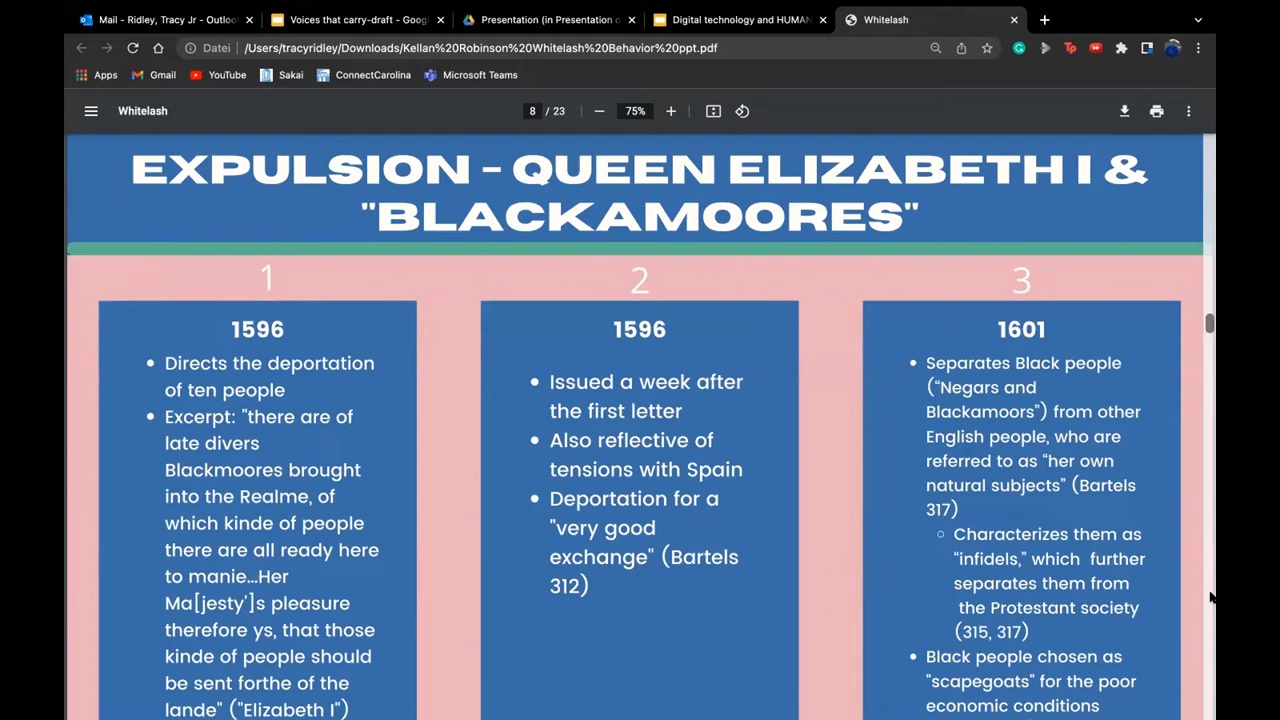 Mail - Ridley, Tracy Jr - Outlool
Voices that carry-draft - Goog
Presentation (in Presentation o
Digital technology and HUMAN
Whitelash
Datei
/Users/tracyridley/Downloads/Kellan%20Robinson%20Whitelash%20Behavior%20ppt.pdf
Apps
Gmail
YouTube
Sakai
ConnectCarolina
Microsoft Teams
Whitelash
8 / 23
75%
EXPULSION - QUEEN ELIZABETH I &
"BLACKAMOORES"
1
1596
Directs the deportation
of ten people
Excerpt: "there are of
late divers
Blackmoores brought
into the Realme, of
which kinde of people
there are all ready here
to manie...Her
Ma[jesty']s pleasure
therefore ys, that those
kinde of people should
be sent forthe of the
lande" ("Elizabeth I")
2
1596
Issued a week after
the first letter
Also reflective of
tensions with Spain
Deportation for a
"very good
exchange" (Bartels
312)
3
1601
Separates Black people
(“Negars and
Blackamoors”) from other
English people, who are
referred to as “her own
natural subjects” (Bartels
317)
Characterizes them as
“infidels,” which further
separates them from
the Protestant society
(315, 317)
Black people chosen as
"scapegoats" for the poor
economic conditions